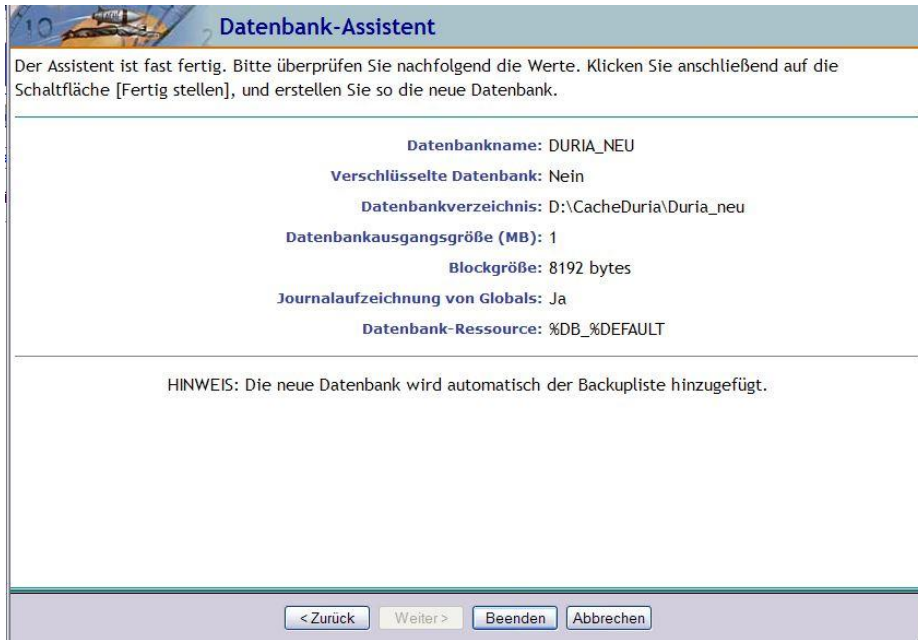 Datenbank-Assistent
Der Assistent ist fast fertig. Bitte überprüfen Sie nachfolgend die Werte. Klicken Sie anschließend auf die
Schaltfläche [Fertig stellen], und erstellen Sie so die neue Datenbank.
Datenbankname: DURIA_NEU
Verschlüsselte Datenbank: Nein
Datenbankverzeichnis: D:\CacheDuria\Duria_neu
Datenbankausgangsgröße (MB): 1
Blockgröße: 8192 bytes
Journalaufzeichnung von Globals: Ja
Datenbank-Ressource: %DB_%DEFAULT
HINWEIS: Die neue Datenbank wird automatisch der Backupliste hinzugefügt.
< Zurück Weiter > Beenden Abbrechen